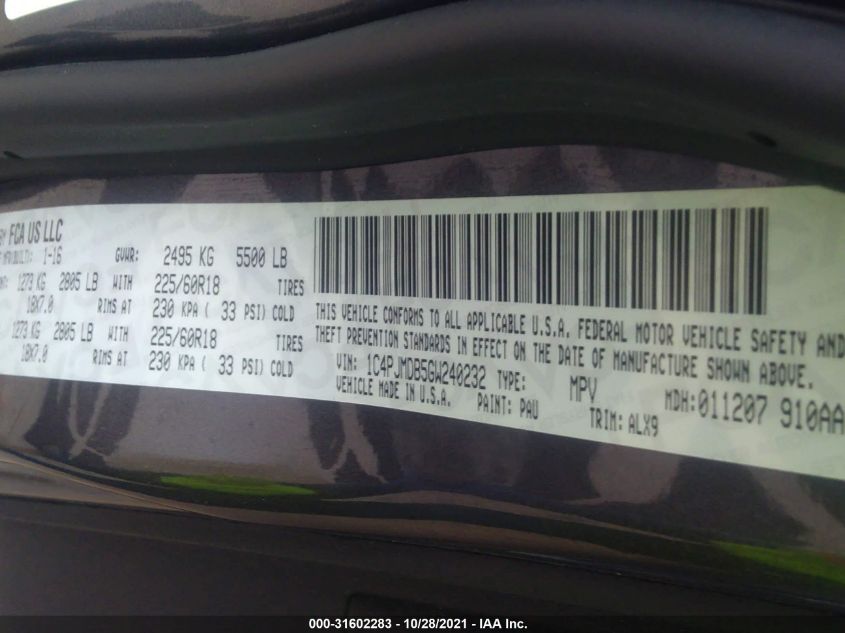 BY FCA US LLC
1-16
GVWR: 2495 KG 5500 LB
1273 KG 2805 LB WITH 225/60R18 TIRES
18X7.0 RIMS AT 230 KPA ( 33 PSI) COLD
1273 KG 2805 LB WITH 225/60R18 TIRES
18X7.0 RIMS AT 230 KPA ( 33 PSI) COLD
THIS VEHICLE CONFORMS TO ALL APPLICABLE U.S.A. FEDERAL MOTOR VEHICLE SAFETY AND
THEFT PREVENTION STANDARDS IN EFFECT ON THE DATE OF MANUFACTURE SHOWN ABOVE.
VIN: 1C4PJMDB5GW240232 TYPE: MPV MDH:011207 910AA
VEHICLE MADE IN U.S.A. PAINT: PAU TRIM: ALX9
000-31602283 | 10/28/2021 - IAA Inc.